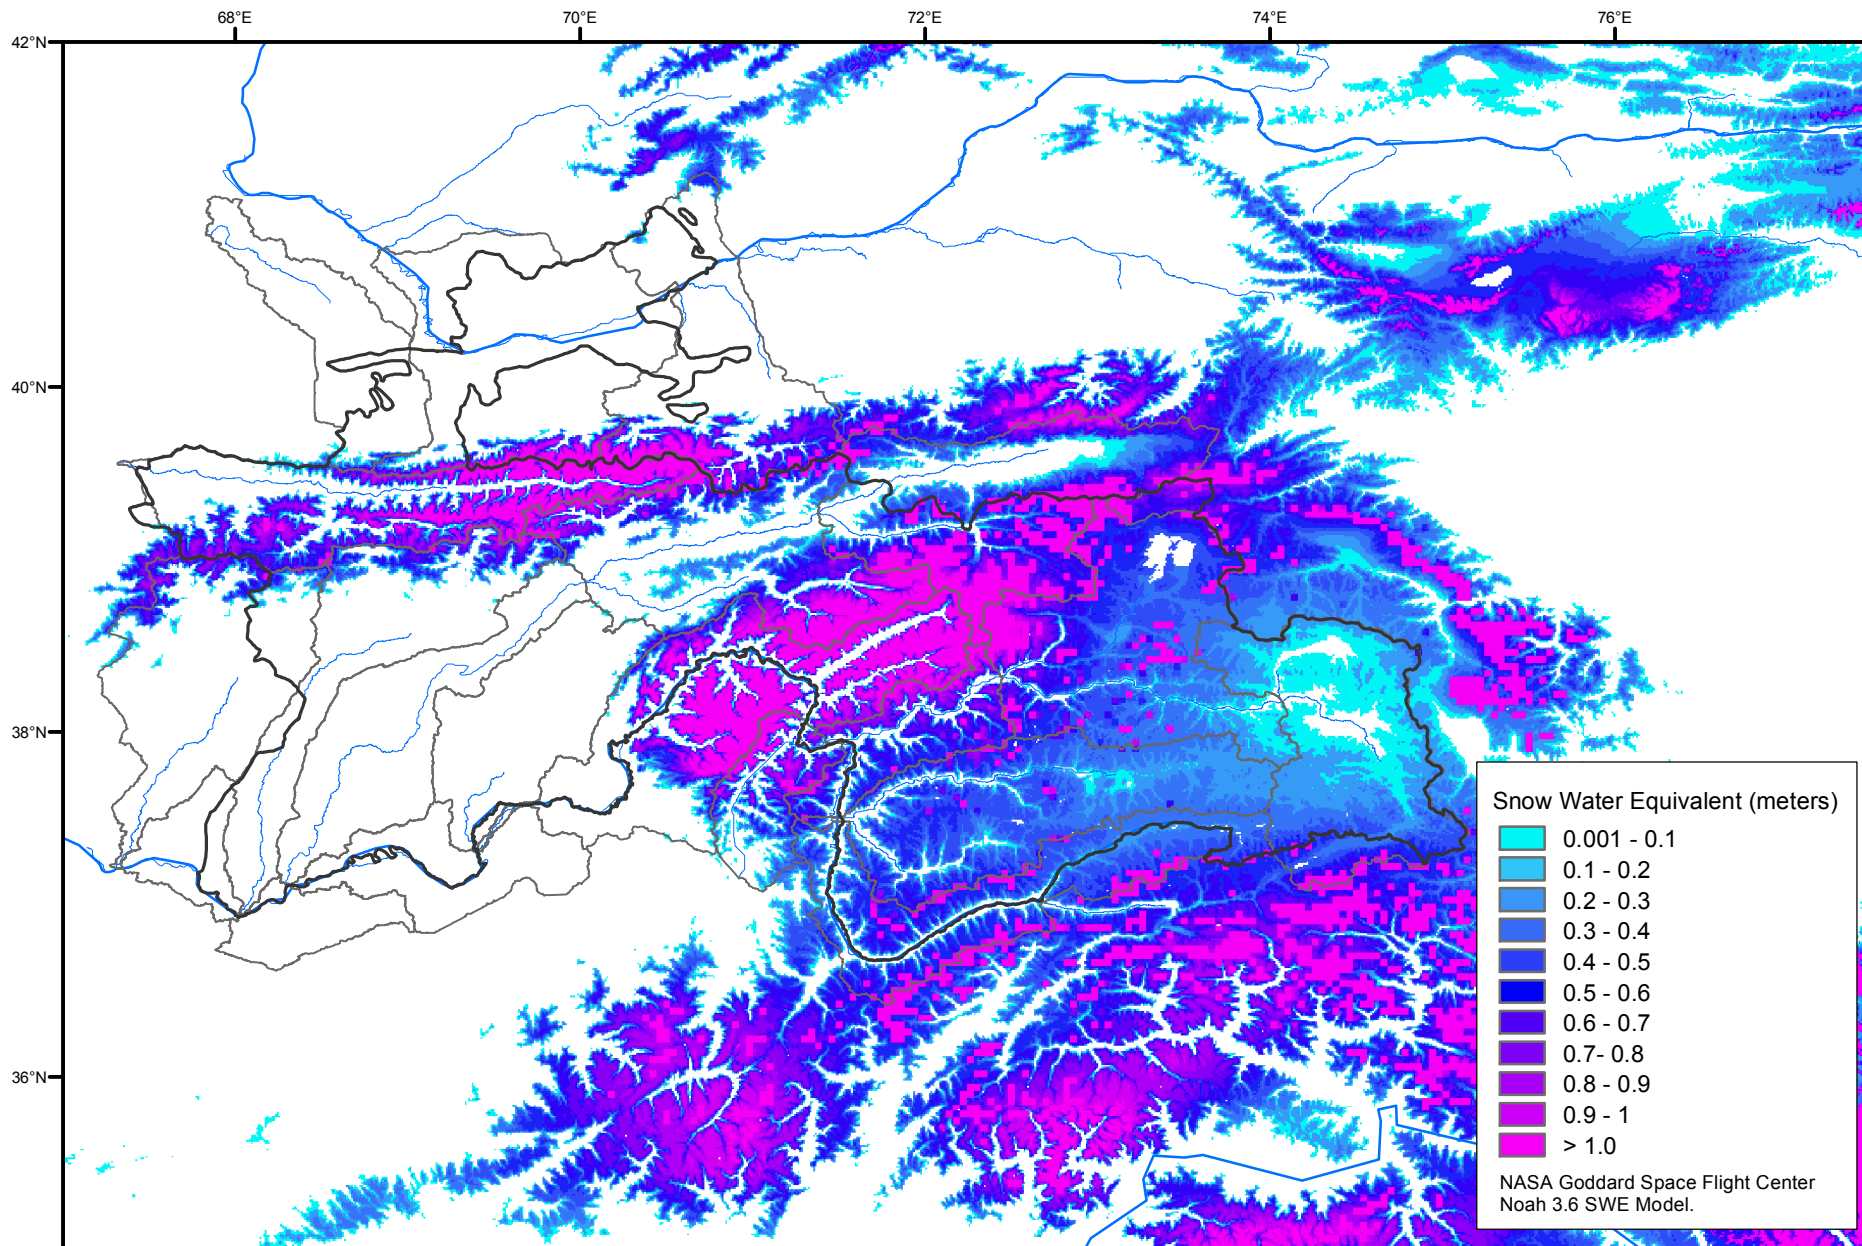 68°E
70°E
72°E
74°E
76°E
42°N
40°N
38°N
36°N
Snow Water Equivalent (meters)
0.001 - 0.1
0.1 - 0.2
0.2 - 0.3
0.3 - 0.4
0.4 - 0.5
0.5 - 0.6
0.6 - 0.7
0.7- 0.8
0.8 - 0.9
0.9 - 1
> 1.0
NASA Goddard Space Flight Center
Noah 3.6 SWE Model.